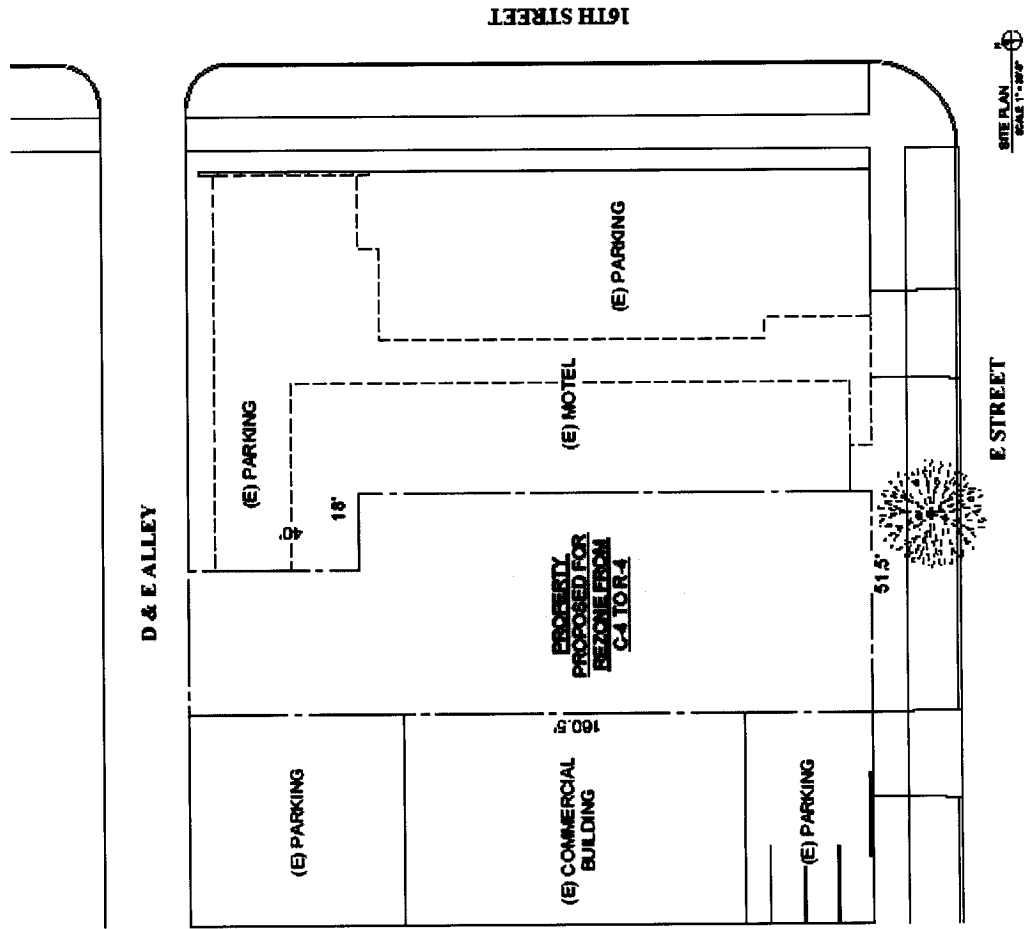 16TH STREET
SITE PLAN
N
D & E ALLEY
E STREET
(E) PARKING
(E) PARKING
(E) MOTEL
40'
18'
PROPERTY
PROPOSED FOR
REZONE FROM
C-4 TO R-4
51.5'
160.5'
(E) PARKING
(E) COMMERCIAL
BUILDING
(E) PARKING